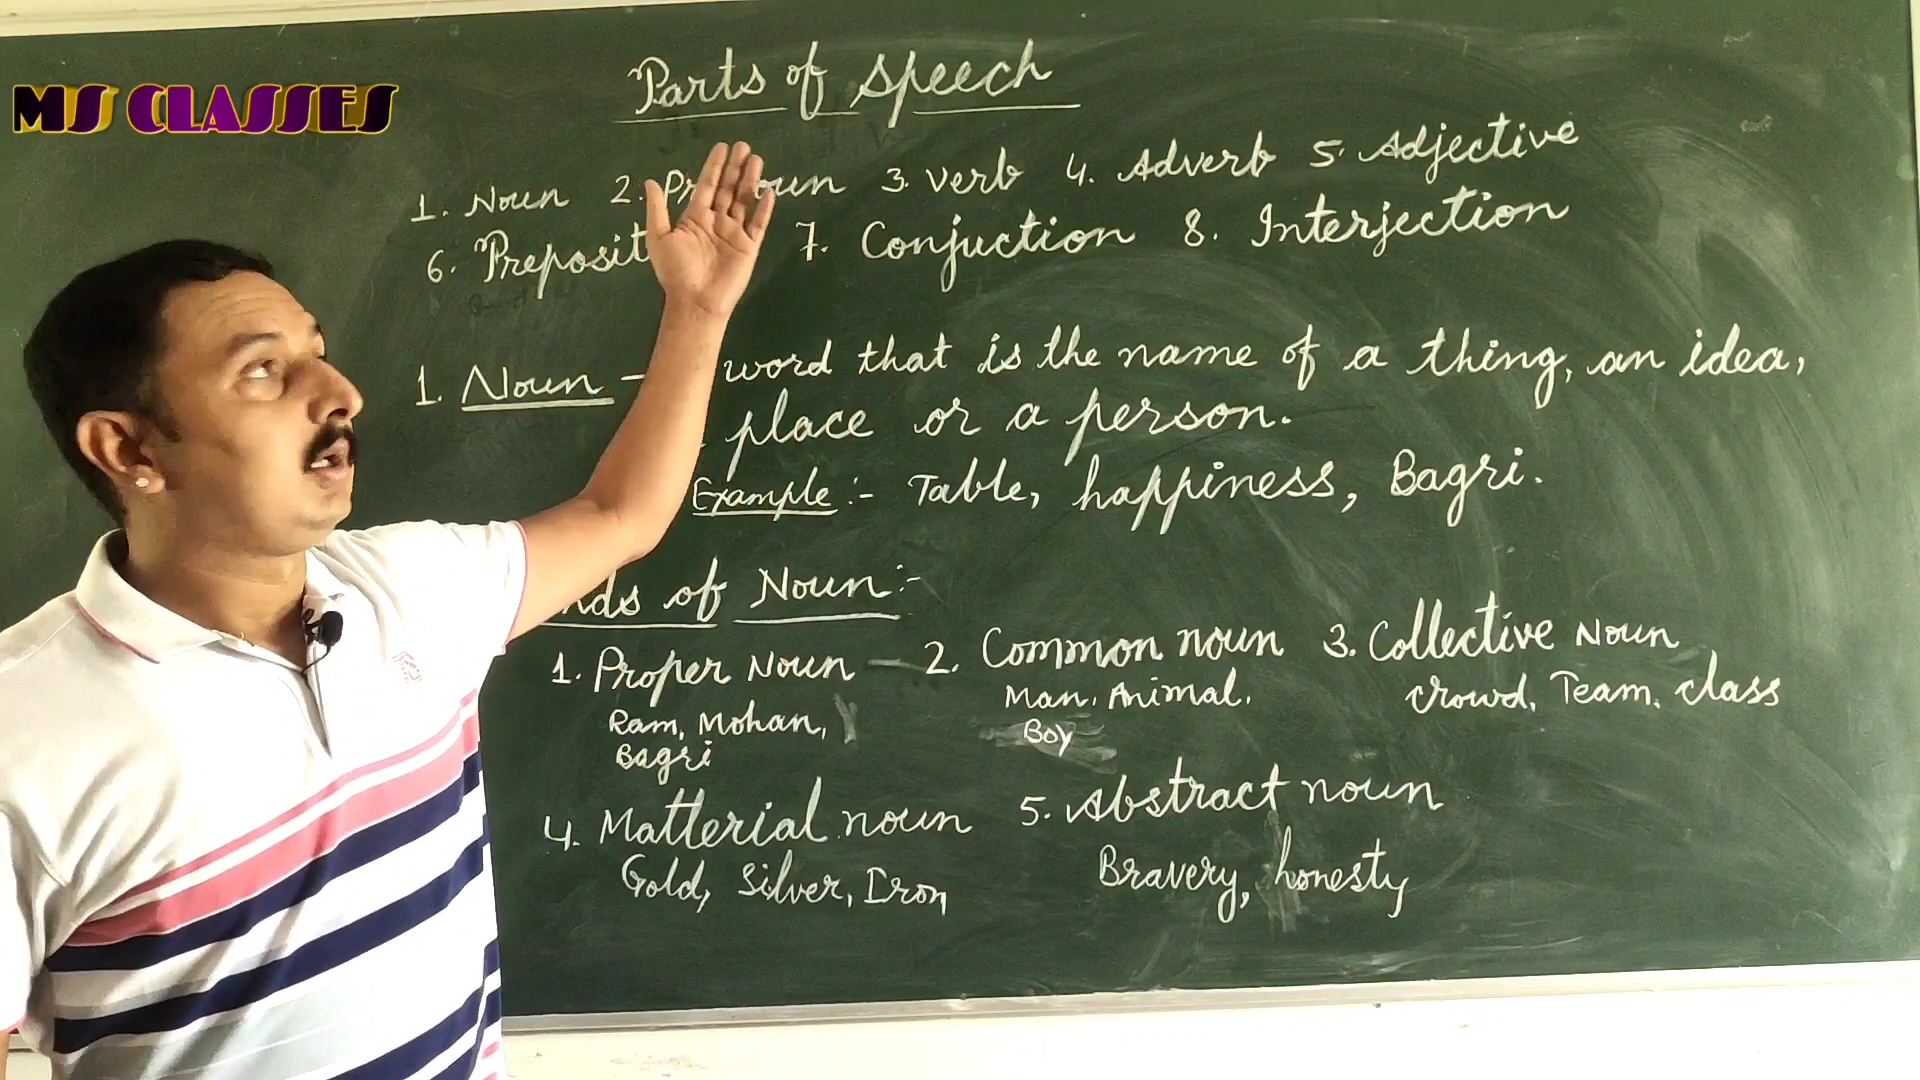 MS CLASSES
Parts of Speech
1. Noun 2. Pronoun 3. Verb 4. Adverb 5. Adjective
6. Preposit 7. Conjuction 8. Interjection
1. Noun - word that is the name of a thing, an idea,
place or a person.
Example :- Table, happiness, Bagri.
nds of Noun :-
1. Proper Noun - 2. Common noun 3. Collective Noun
Ram, Mohan, Man, Animal, crowd, Team, class
Bagri Boy
4. Matterial noun 5. Abstract noun
Gold, Silver, Iron Bravery, honesty